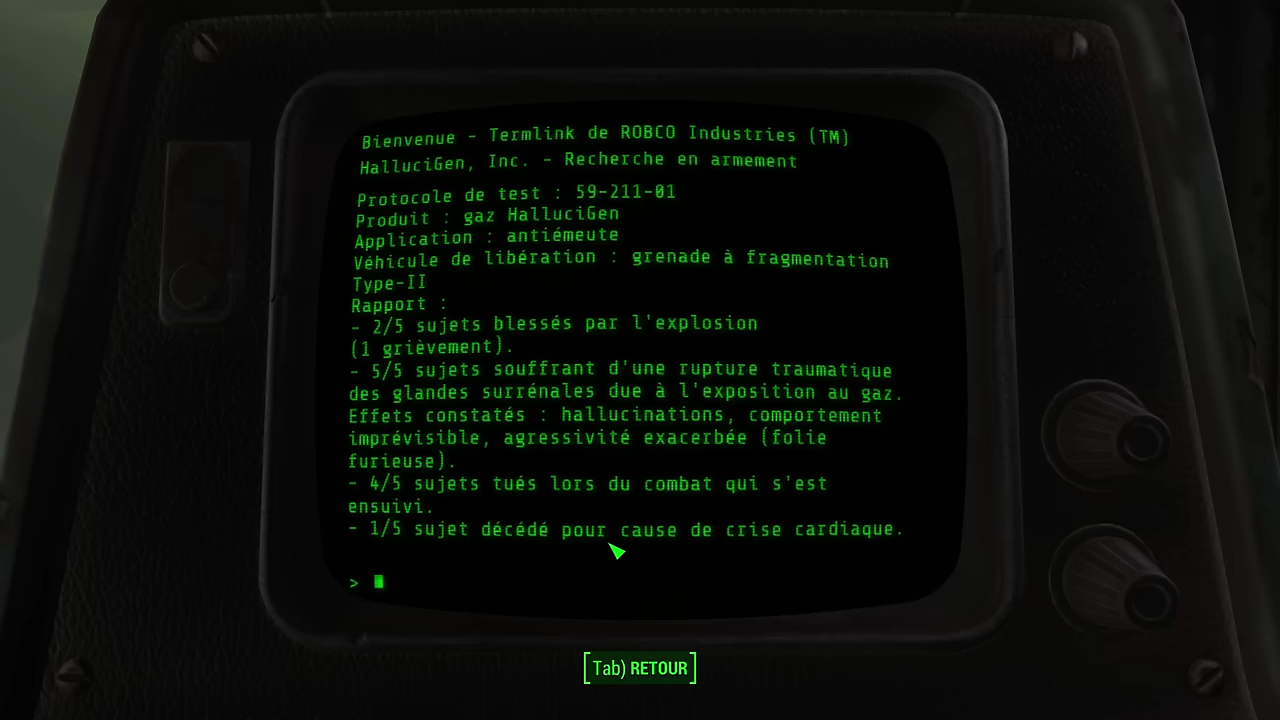 Bienvenue - Termlink de ROBCO Industries (TM)
HalluciGen, Inc. - Recherche en armement
Protocole de test : 59-211-01
Produit : gaz HalluciGen
Application : antiémeute
Véhicule de libération : grenade à fragmentation
Type-II
Rapport :
- 2/5 sujets blessés par l'explosion
(1 grièvement).
- 5/5 sujets souffrant d'une rupture traumatique
des glandes surrénales due à l'exposition au gaz.
Effets constatés : hallucinations, comportement
imprévisible, agressivité exacerbée (folie
furieuse).
- 4/5 sujets tués lors du combat qui s'est
ensuivi.
- 1/5 sujet décédé pour cause de crise cardiaque.
>
Tab) RETOUR